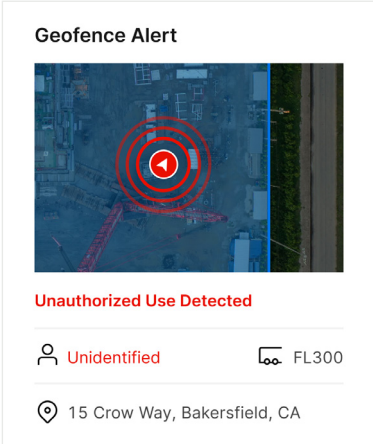 Geofence Alert
Unauthorized Use Detected
Unidentified
FL300
15 Crow Way, Bakersfield, CA